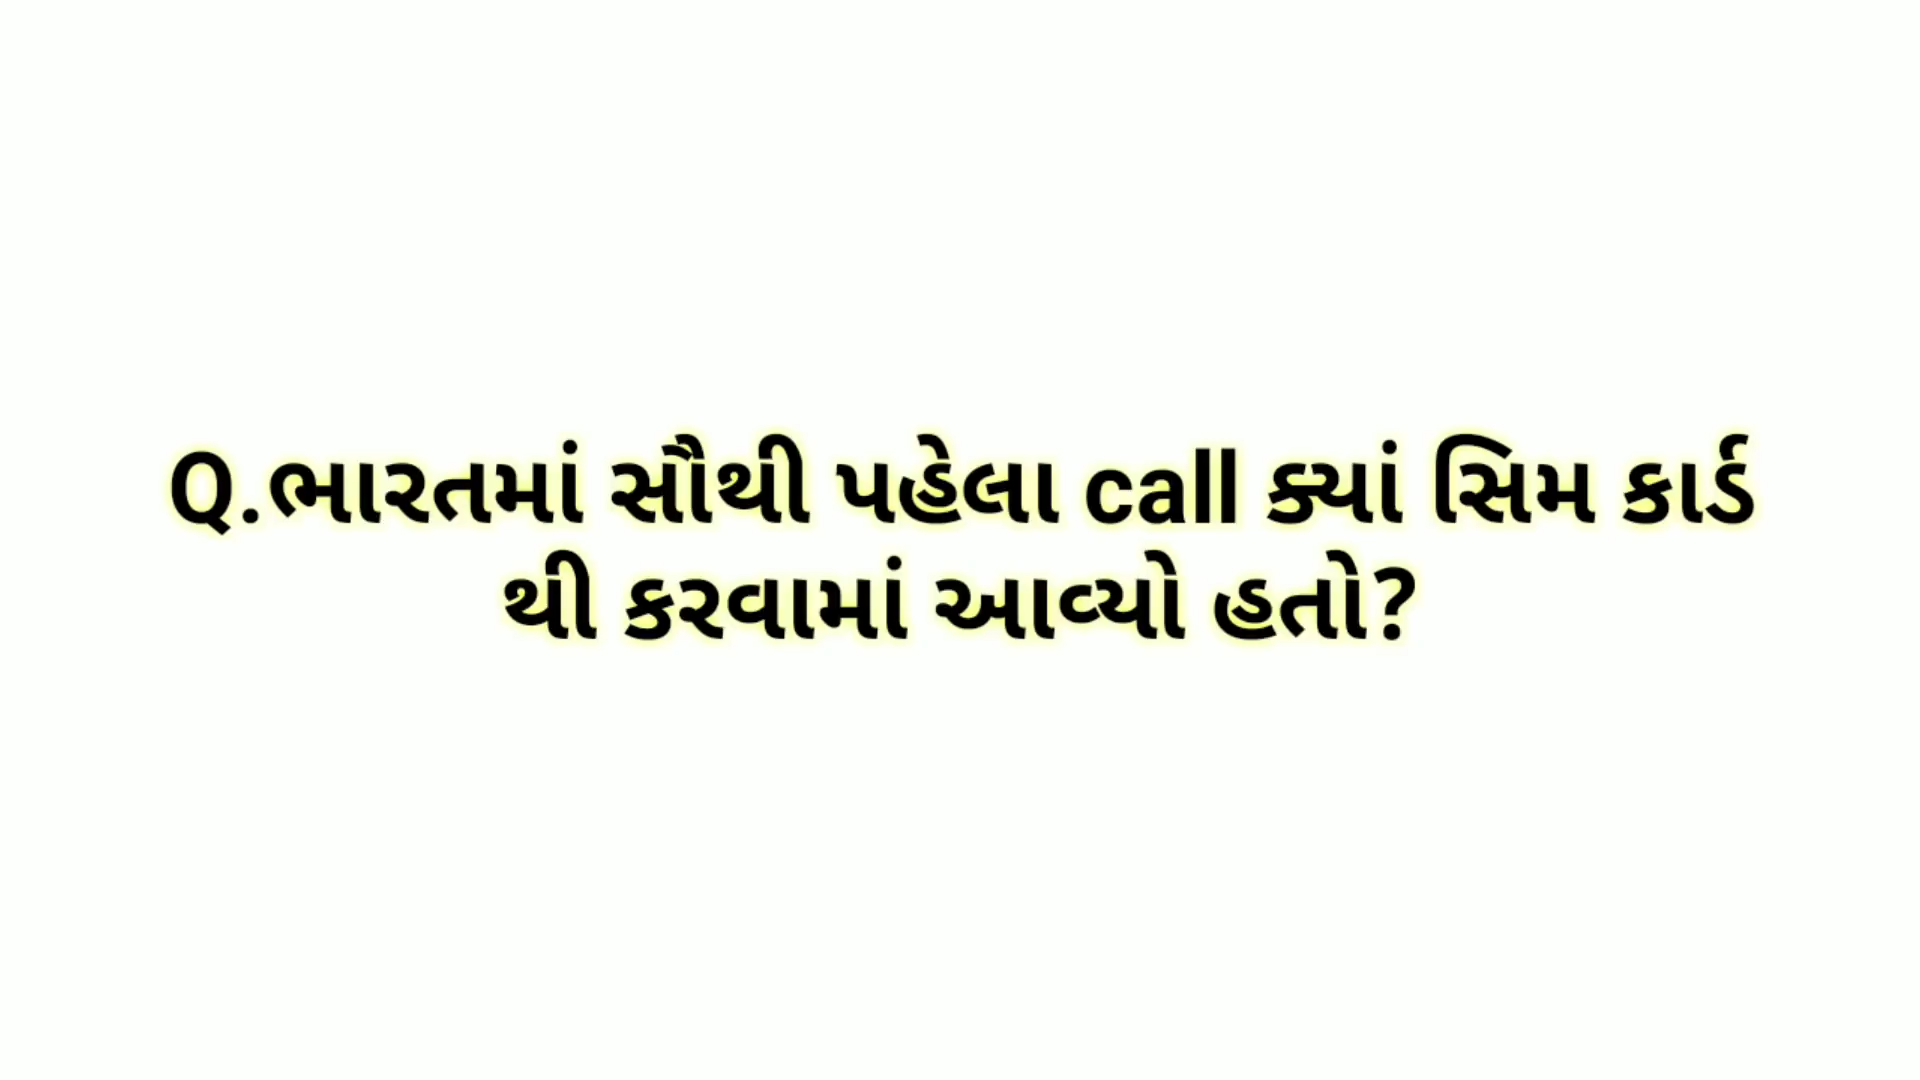 Q.ભારતમાં સૌથી પહેલા call ક્યાં સિમ કાર્ડ
થી કરવામાં આવ્યો હતો?